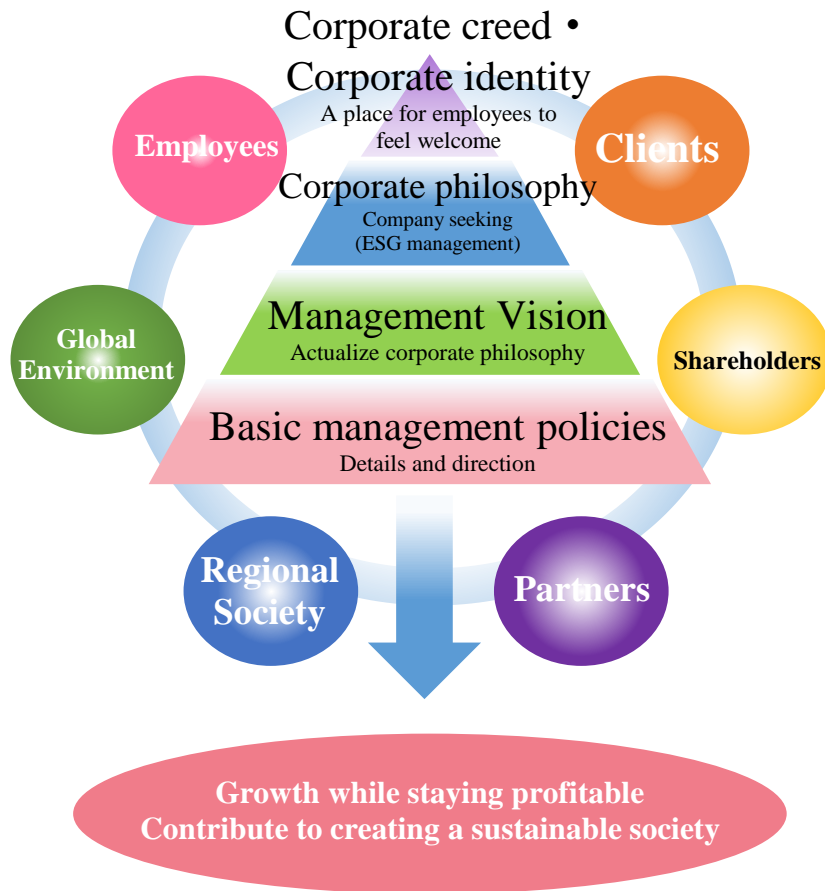 Corporate creed・
Corporate identity
A place for employees to
feel welcome
Employees
Clients
Corporate philosophy
Company seeking
(ESG management)
Global
Environment
Management Vision
Actualize corporate philosophy
Shareholders
Basic management policies
Details and direction
Regional
Society
Partners
Growth while staying profitable
Contribute to creating a sustainable society